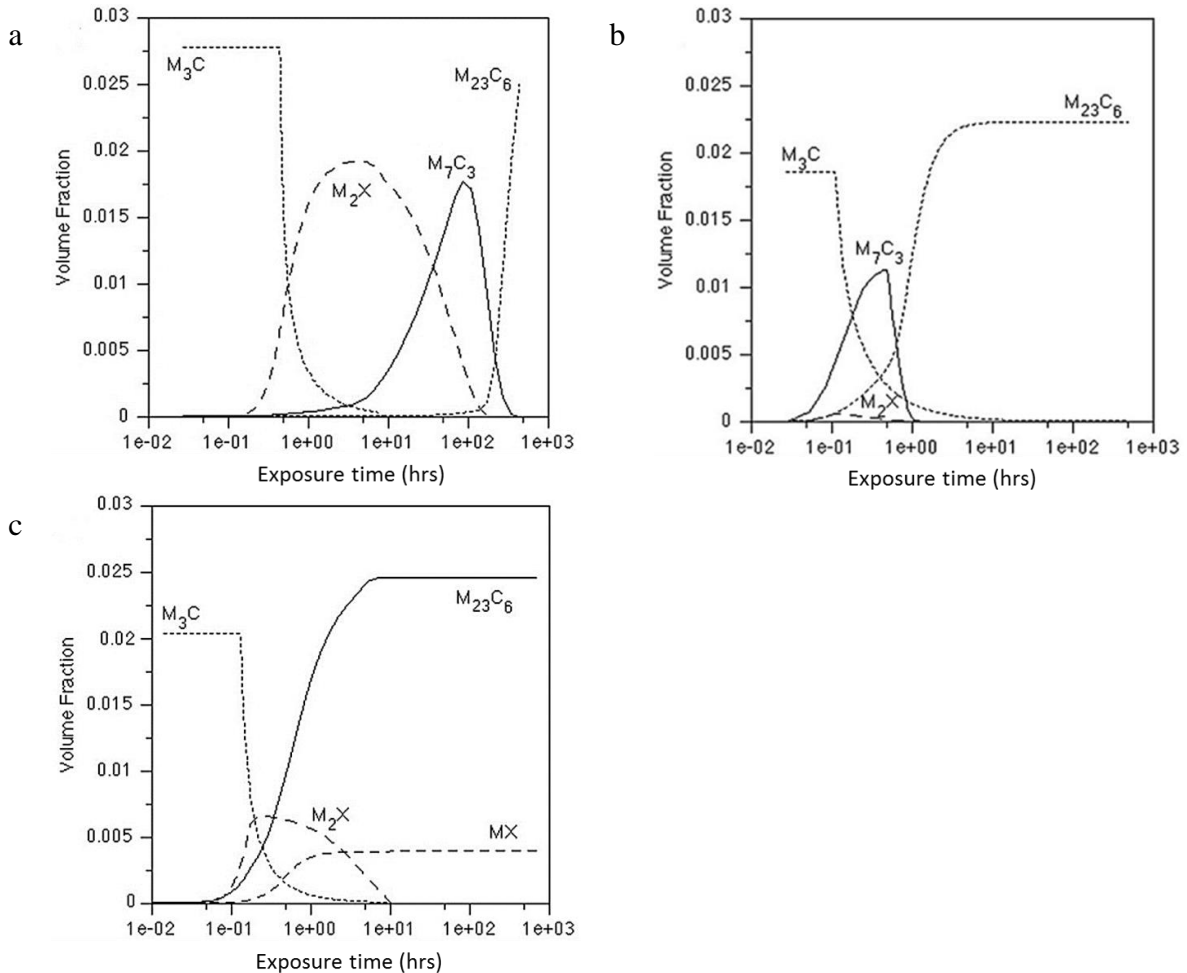 a
0.03
0.025
0.02
0.015
0.01
0.005
0
Volume Fraction
M3C
M2X
M7C3
M23C6
1e-02 1e-01 1e+00 1e+01 1e+02 1e+03
Exposure time (hrs)
b
0.03
0.025
0.02
0.015
0.01
0.005
0
Volume Fraction
M3C
M7C3
M2X
M23C6
1e-02 1e-01 1e+00 1e+01 1e+02 1e+03
Exposure time (hrs)
c
0.03
0.025
0.02
0.015
0.01
0.005
0
Volume Fraction
M3C
M23C6
M2X
MX
1e-02 1e-01 1e+00 1e+01 1e+02 1e+03
Exposure time (hrs)